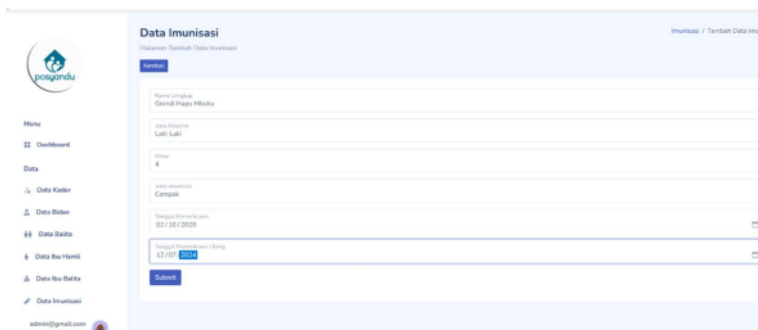 posyandu
Menu
Dashboard
Data
Data Kader
Data Bidan
Data Balita
Data Ibu Hamil
Data Ibu Balita
Data Imunisasi
admin@gmail.com
Data Imunisasi
Halaman Tambah Data Imunisasi
Imunisasi / Tambah Data Imu
Kembali
Nama Lengkap
Grendi Hapu Mbuku
Jenis Kelamin
Laki-Laki
Umur
4
Jenis Imunisasi
Campak
Tanggal Pemeriksaan
02/10/2020
Tanggal Pemeriksaan Ulang
12/07/2024
Submit